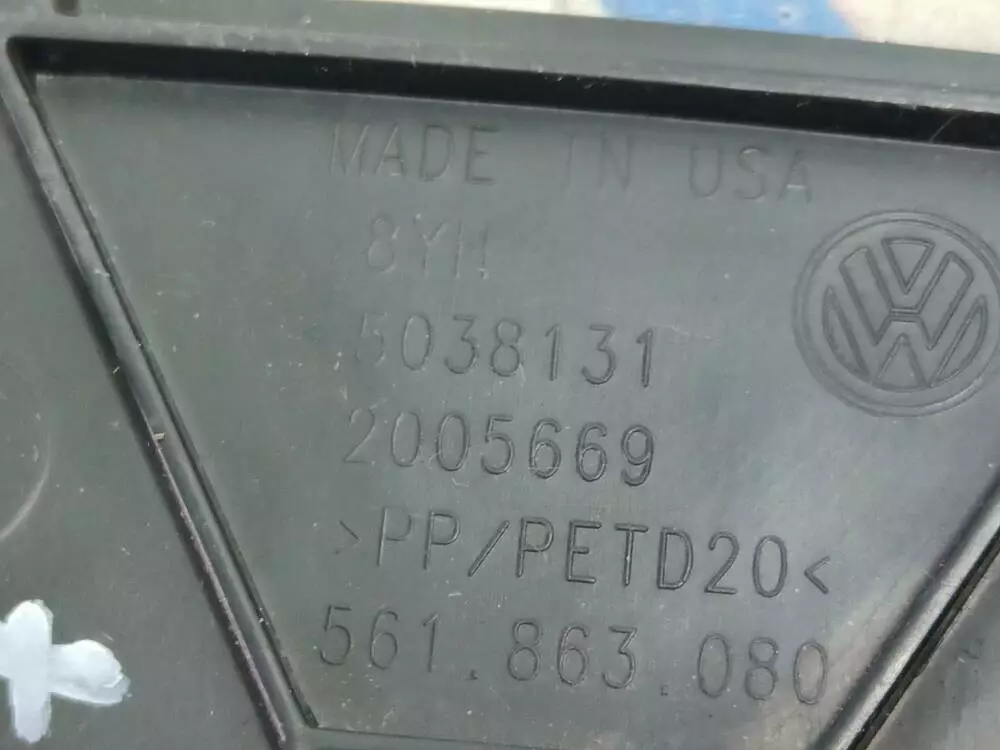 MADE IN USA
8YH
5038131
2005669
>PP/PETD20<
561.863.080